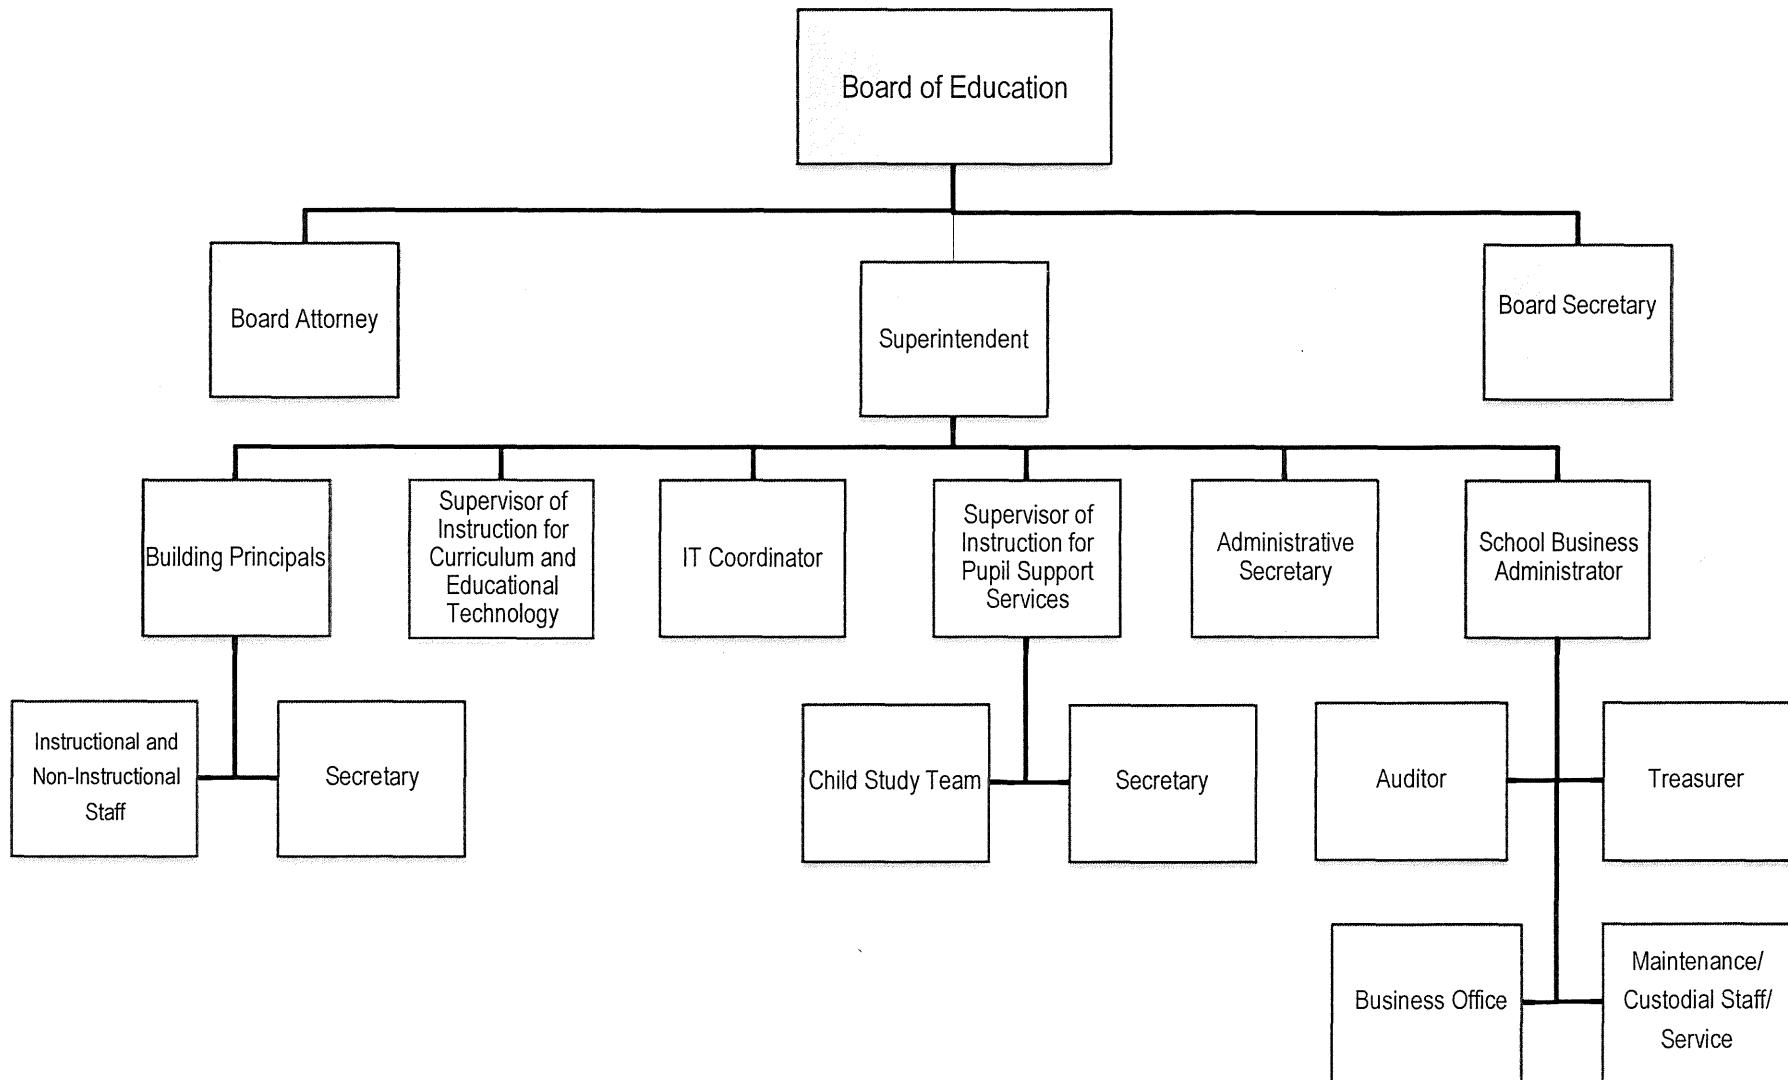 Board of Education
Board Attorney
Superintendent
Board Secretary
Building Principals
Supervisor of
Instruction for
Curriculum and
Educational
Technology
IT Coordinator
Supervisor of
Instruction for
Pupil Support
Services
Administrative
Secretary
School Business
Administrator
Instructional and
Non-Instructional
Staff
Secretary
Child Study Team
Secretary
Auditor
Treasurer
Business Office
Maintenance/
Custodial Staff/
Service